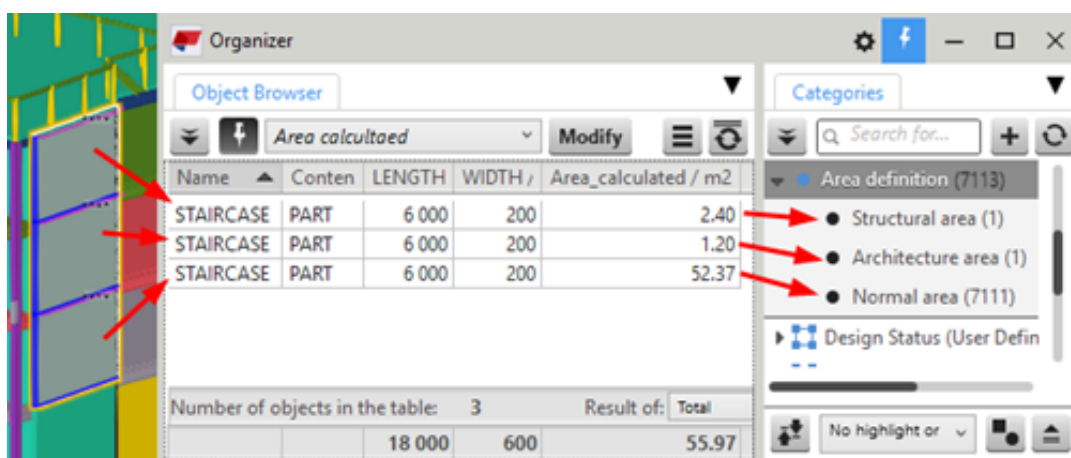 Organizer
Object Browser
Area calcultaed
Modify
Name Conten LENGTH WIDTH / Area_calculated / m2
STAIRCASE PART 6 000 200 2.40
STAIRCASE PART 6 000 200 1.20
STAIRCASE PART 6 000 200 52.37
Number of objects in the table: 3 Result of: Total
18 000 600 55.97
Categories
Search for...
Area definition (7113)
Structural area (1)
Architecture area (1)
Normal area (7111)
Design Status (User Defin
No highlight or